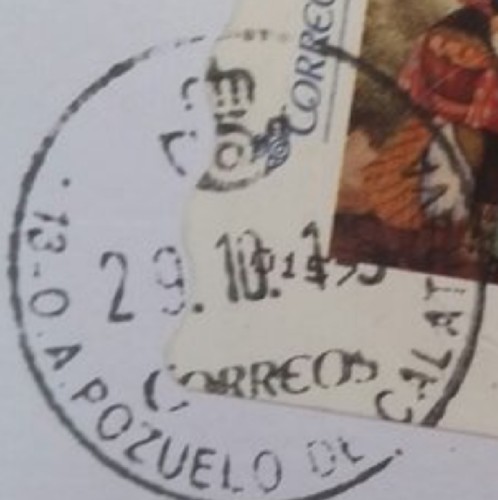 CORREOS
29.10.1
CORREOS
13-O.A. POZUELO DE CALAT